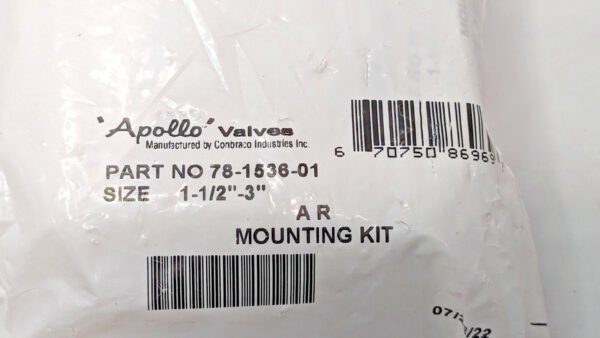 "Apollo" Valves
Manufactured by Conbraco Industries Inc.
PART NO 78-1536-01
SIZE 1-1/2"-3"
A R
MOUNTING KIT
6 70750 86969